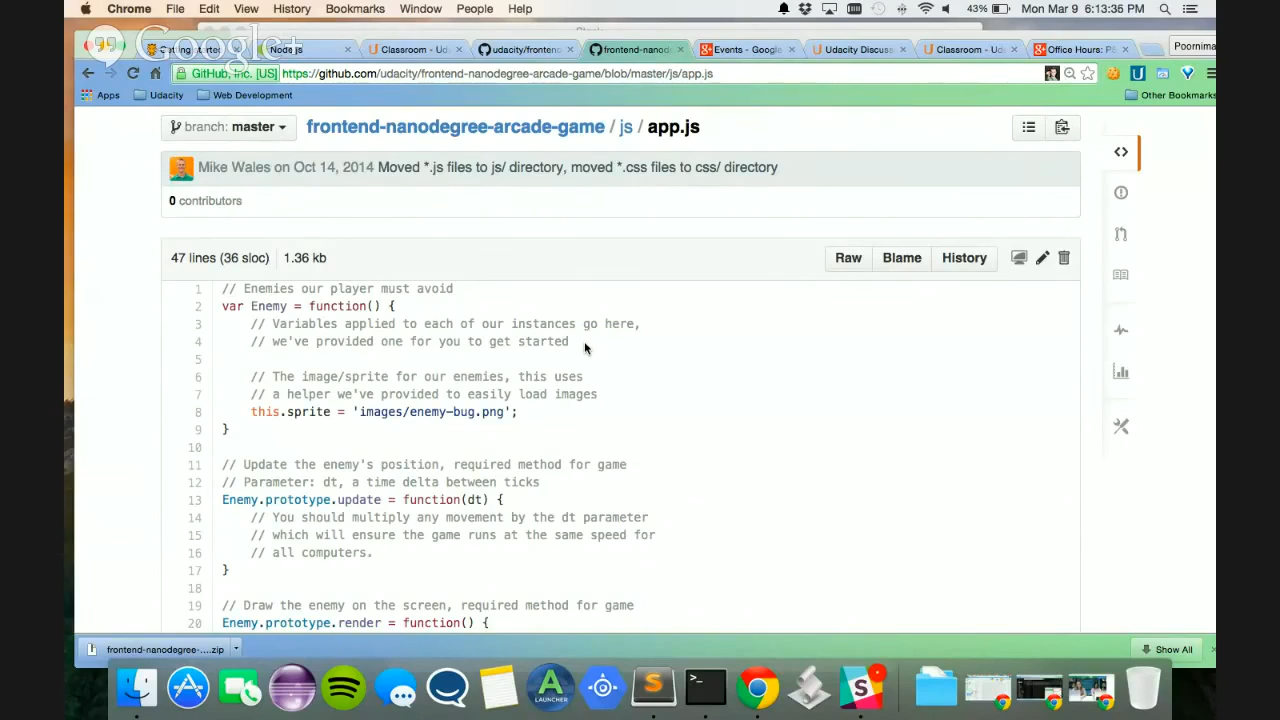 Chrome File Edit View History Bookmarks Window People Help 43% Mon Mar 9 6:13:36 PM
Google+
Node.js Classroom - Uda udacity/fronten frontend-nanode Events - Google Udacity Discuss Classroom - Uda Office Hours: P Poornima
GitHub, Inc. [US] https://github.com/udacity/frontend-nanodegree-arcade-game/blob/master/js/app.js
Apps Udacity Web Development Other Bookmarks
branch: master frontend-nanodegree-arcade-game / js / app.js
Mike Wales on Oct 14, 2014 Moved *.js files to js/ directory, moved *.css files to css/ directory
0 contributors
47 lines (36 sloc) 1.36 kb Raw Blame History
1 // Enemies our player must avoid
2 var Enemy = function() {
3 // Variables applied to each of our instances go here,
4 // we've provided one for you to get started
5
6 // The image/sprite for our enemies, this uses
7 // a helper we've provided to easily load images
8 this.sprite = 'images/enemy-bug.png';
9 }
10
11 // Update the enemy's position, required method for game
12 // Parameter: dt, a time delta between ticks
13 Enemy.prototype.update = function(dt) {
14 // You should multiply any movement by the dt parameter
15 // which will ensure the game runs at the same speed for
16 // all computers.
17 }
18
19 // Draw the enemy on the screen, required method for game
20 Enemy.prototype.render = function() {
frontend-nanodegree-....zip Show All
LAUNCHER